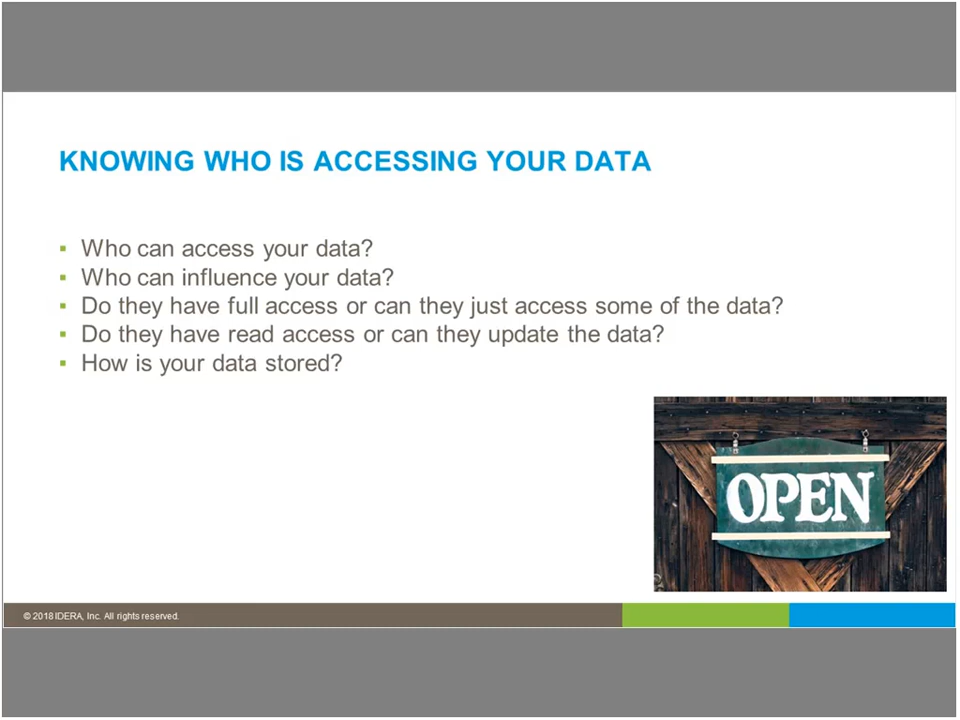 KNOWING WHO IS ACCESSING YOUR DATA
▪ Who can access your data?
▪ Who can influence your data?
▪ Do they have full access or can they just access some of the data?
▪ Do they have read access or can they update the data?
▪ How is your data stored?
OPEN
© 2018 IDERA, Inc. All rights reserved.